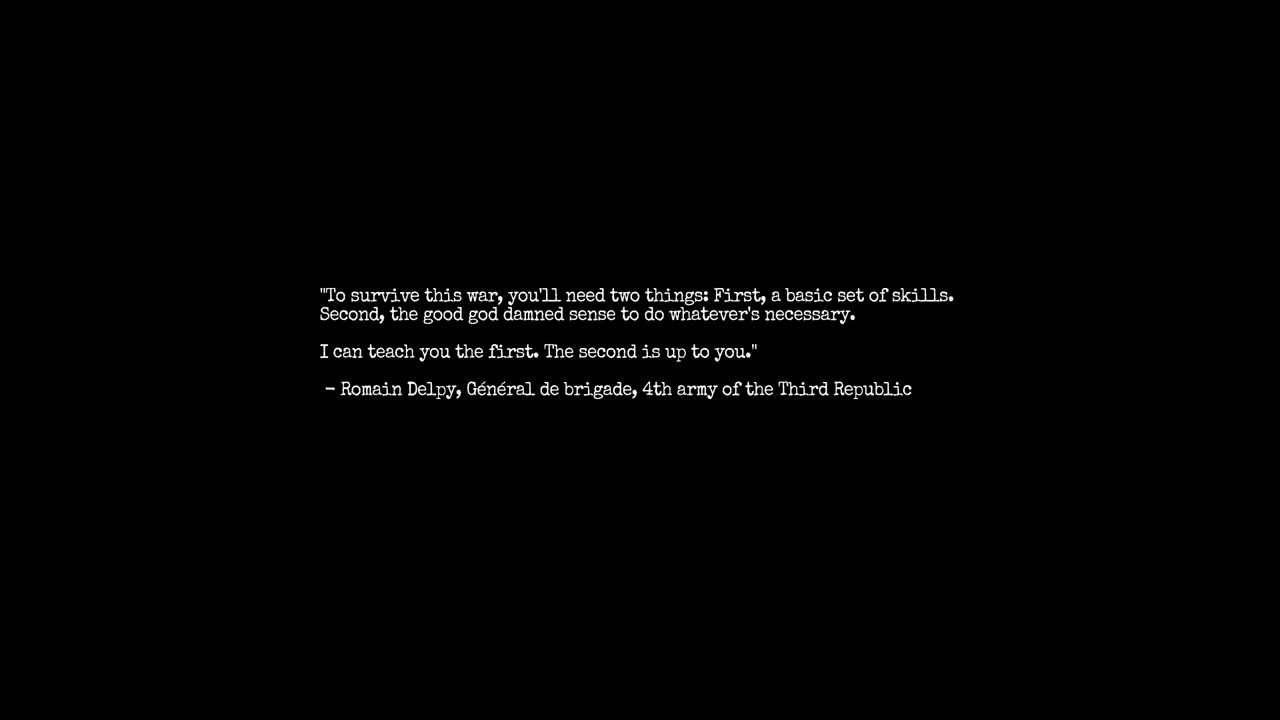 "To survive this war, you'll need two things: First, a basic set of skills.
Second, the good god damned sense to do whatever's necessary.
I can teach you the first. The second is up to you."
– Romain Delpy, Général de brigade, 4th army of the Third Republic